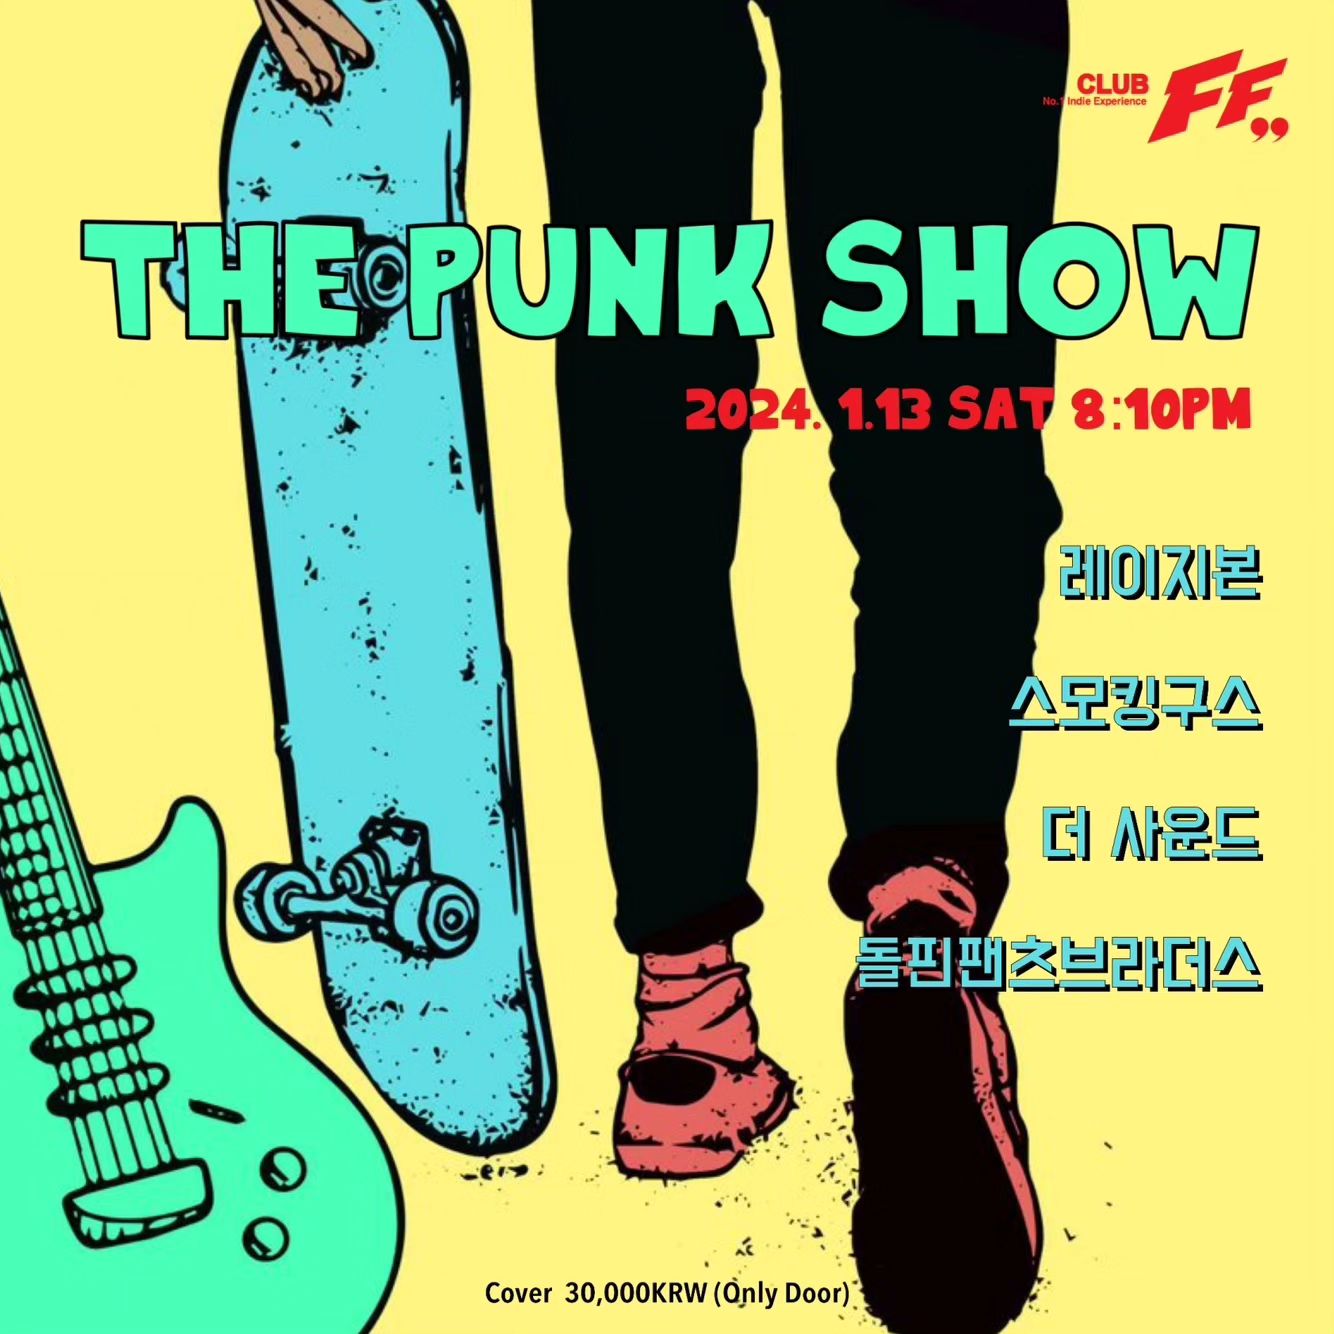 CLUB FF
No.1 Indie Experience
THE PUNK SHOW
2024. 1.13 SAT 8:10PM
레이지본
스모킹구스
더 사운드
돌핀팬츠브라더스
Cover 30,000KRW (Only Door)